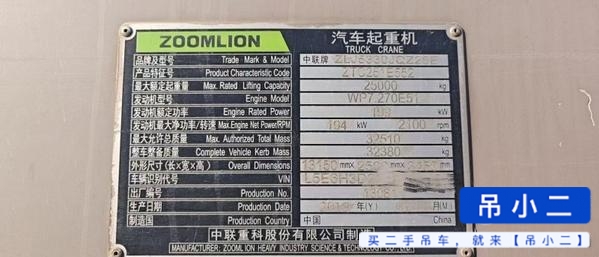 ZOOMLION 汽车起重机
TRUCK CRANE
品牌及型号 Trade Mark & Model 中联牌 ZLJ5330JQZ25E
产品特征号 Product Characteristic Code ZTC251E552
最大额定起重量 Max. Rated Lifting Capacity 25000 kg
发动机型号 Engine Model WP7.270E51
发动机额定功率 Engine Rated Power 199 kW
发动机最大净功率/转速 Max.Engine Net Power/RPM 194 kW 2100 rpm
最大允许总质量 Max. Authorized Total Mass 32510 kg
整车整备质量 Complete Vehicle Kerb Mass 32380 kg
外形尺寸(长×宽×高) Overall Dimensions mm mm
车辆识别代号 VIN L5E3H3D
出厂编号 Production No.
生产日期 Production Date 年(Y) (M)
制造国 Production Country 中国 China
中联重科股份有限公司制造
MANUFACTURER: ZOOMLION HEAVY INDUSTRY SCIENCE & TECHNOLOGY CO.,LTD.
吊小二
买二手吊车,就来【吊小二】